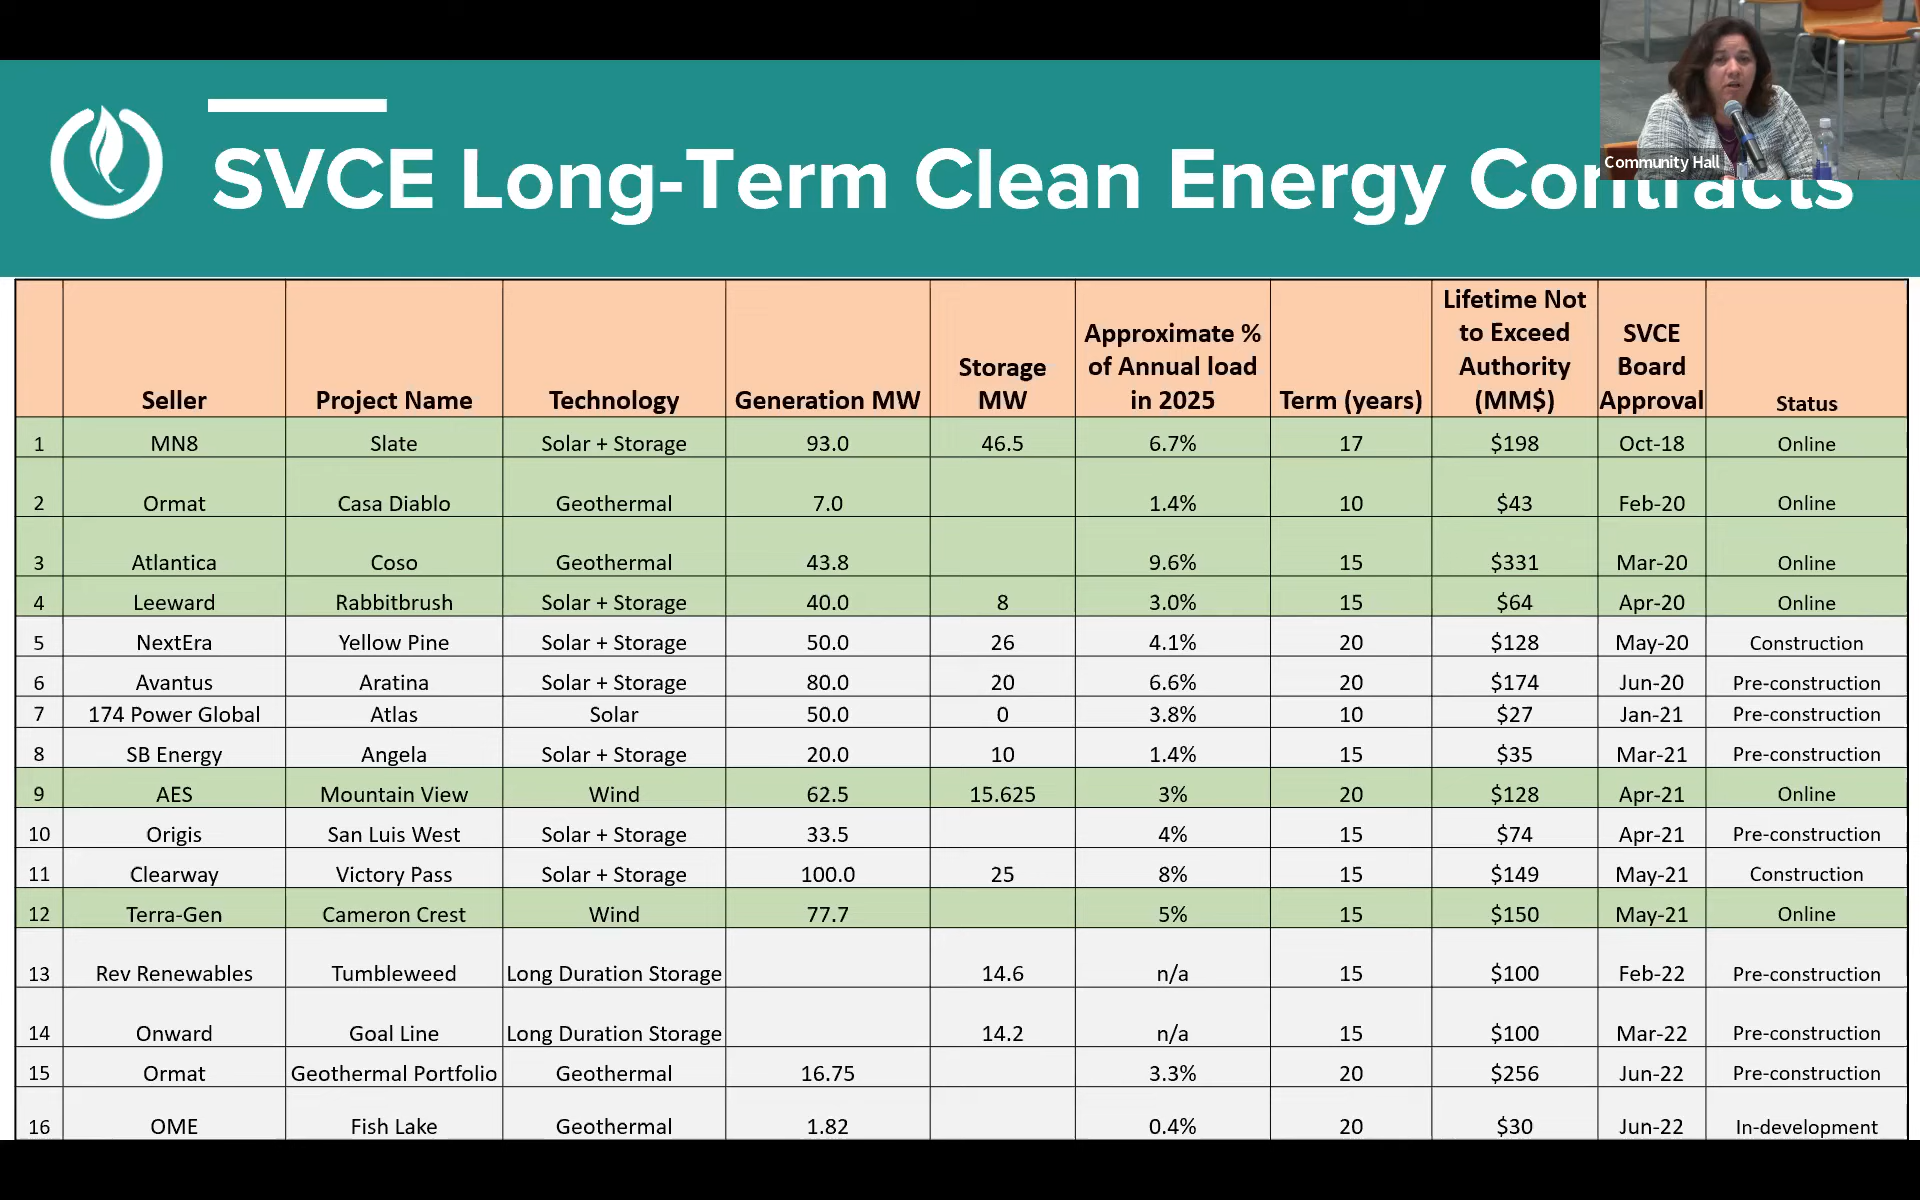 Community Hall
SVCE Long-Term Clean Energy Contracts
Seller Project Name Technology Generation MW Storage MW Approximate % of Annual load in 2025 Term (years) Lifetime Not to Exceed Authority (MM$) SVCE Board Approval Status
1 MN8 Slate Solar + Storage 93.0 46.5 6.7% 17 $198 Oct-18 Online
2 Ormat Casa Diablo Geothermal 7.0 1.4% 10 $43 Feb-20 Online
3 Atlantica Coso Geothermal 43.8 9.6% 15 $331 Mar-20 Online
4 Leeward Rabbitbrush Solar + Storage 40.0 8 3.0% 15 $64 Apr-20 Online
5 NextEra Yellow Pine Solar + Storage 50.0 26 4.1% 20 $128 May-20 Construction
6 Avantus Aratina Solar + Storage 80.0 20 6.6% 20 $174 Jun-20 Pre-construction
7 174 Power Global Atlas Solar 50.0 0 3.8% 10 $27 Jan-21 Pre-construction
8 SB Energy Angela Solar + Storage 20.0 10 1.4% 15 $35 Mar-21 Pre-construction
9 AES Mountain View Wind 62.5 15.625 3% 20 $128 Apr-21 Online
10 Origis San Luis West Solar + Storage 33.5 4% 15 $74 Apr-21 Pre-construction
11 Clearway Victory Pass Solar + Storage 100.0 25 8% 15 $149 May-21 Construction
12 Terra-Gen Cameron Crest Wind 77.7 5% 15 $150 May-21 Online
13 Rev Renewables Tumbleweed Long Duration Storage 14.6 n/a 15 $100 Feb-22 Pre-construction
14 Onward Goal Line Long Duration Storage 14.2 n/a 15 $100 Mar-22 Pre-construction
15 Ormat Geothermal Portfolio Geothermal 16.75 3.3% 20 $256 Jun-22 Pre-construction
16 OME Fish Lake Geothermal 1.82 0.4% 20 $30 Jun-22 In-development